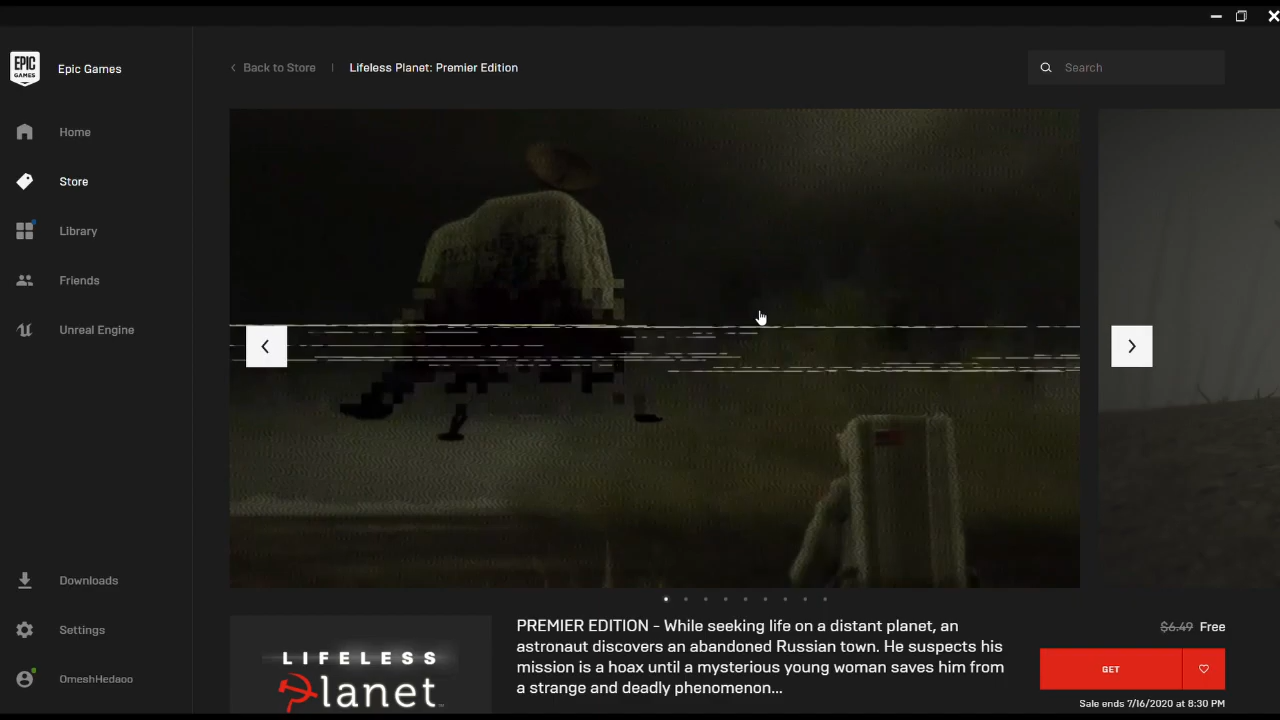 EPIC
GAMES
Epic Games
Back to Store
Lifeless Planet: Premier Edition
Search
Home
Store
Library
Friends
Unreal Engine
Downloads
Settings
OmeshHedaoo
LIFELESS
lanet
PREMIER EDITION - While seeking life on a distant planet, an
astronaut discovers an abandoned Russian town. He suspects his
mission is a hoax until a mysterious young woman saves him from
a strange and deadly phenomenon...
$6.49 Free
GET
Sale ends 7/16/2020 at 8:30 PM